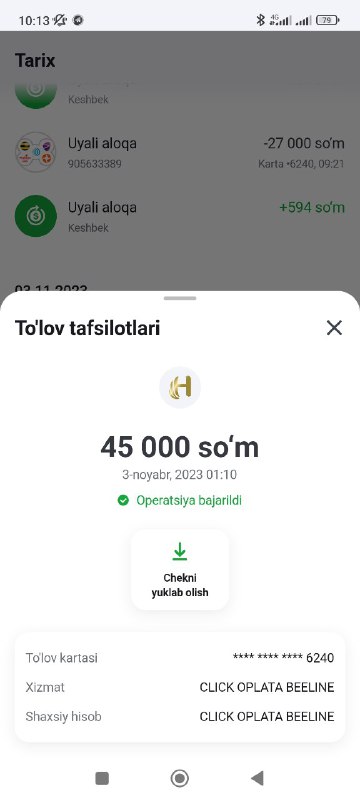 10:13
4G
79
Tarix
Keshbek
Uyali aloqa
-27 000 so‘m
905633389
Karta •6240, 09:21
Uyali aloqa
+594 so‘m
Keshbek
03.11.2023
To'lov tafsilotlari
45 000 so‘m
3-noyabr, 2023 01:10
Operatsiya bajarildi
Chekni
yuklab olish
To'lov kartasi
**** **** **** 6240
Xizmat
CLICK OPLATA BEELINE
Shaxsiy hisob
CLICK OPLATA BEELINE